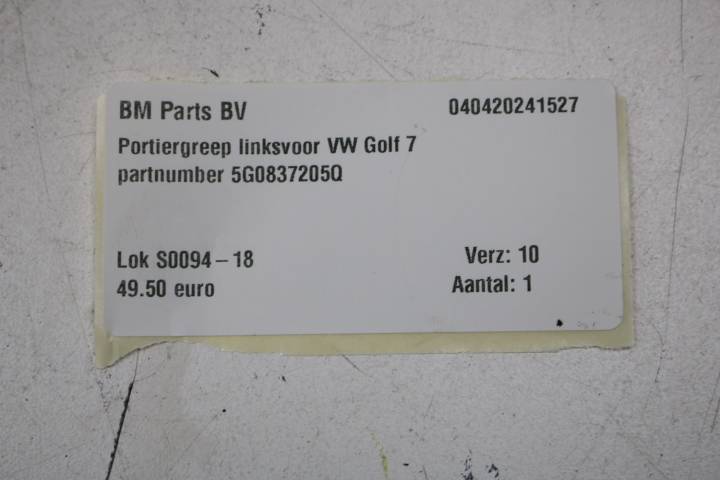 BM Parts BV 040420241527
Portiergreep linksvoor VW Golf 7
partnumber 5G0837205Q
Lok S0094-18 Verz: 10
49.50 euro Aantal: 1